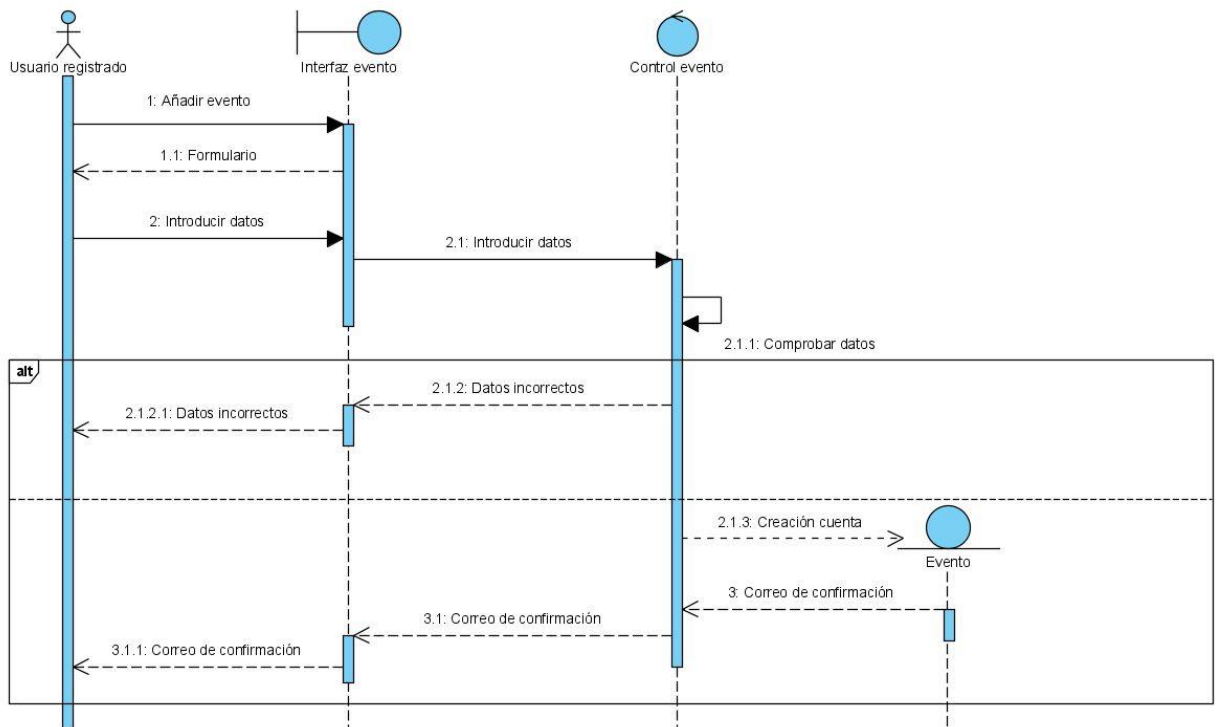 Usuario registrado
Interfaz evento
Control evento
1: Añadir evento
1.1: Formulario
2: Introducir datos
2.1: Introducir datos
2.1.1: Comprobar datos
alt
2.1.2: Datos incorrectos
2.1.2.1: Datos incorrectos
2.1.3: Creación cuenta
Evento
3: Correo de confirmación
3.1: Correo de confirmación
3.1.1: Correo de confirmación